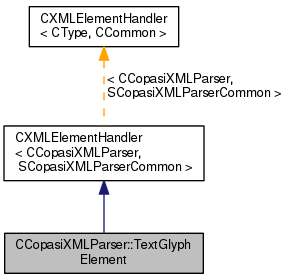 CXMLElementHandler
< CType, CCommon >
< CCopasiXMLParser,
SCopasiXMLParserCommon >
CXMLElementHandler
< CCopasiXMLParser,
SCopasiXMLParserCommon >
CCopasiXMLParser::TextGlyph
Element